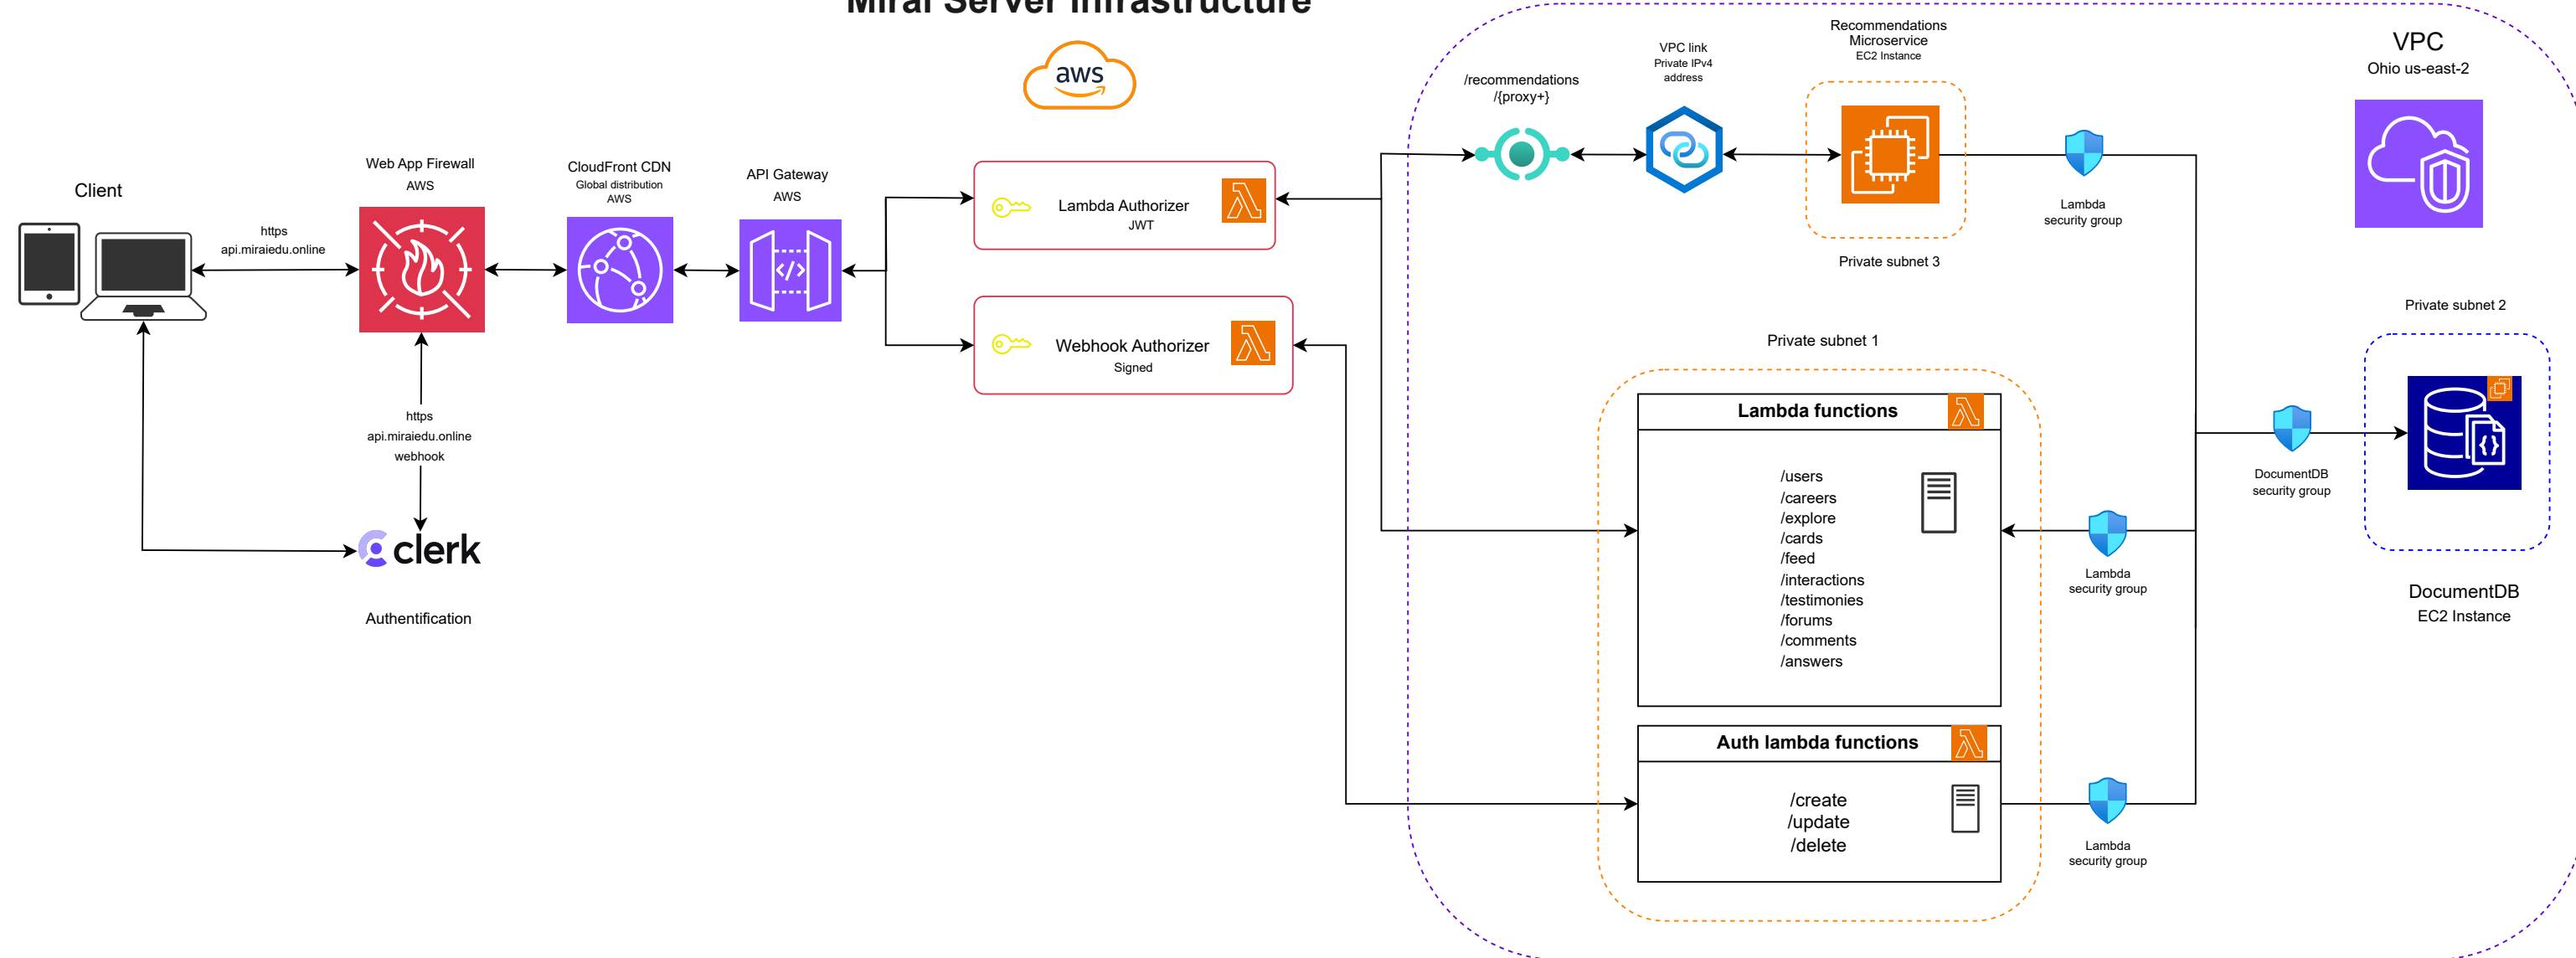 Mirai Server Infrastructure
aws
Client
https
api.miraiedu.online
Web App Firewall
AWS
CloudFront CDN
Global distribution
AWS
API Gateway
AWS
Lambda Authorizer
JWT
Webhook Authorizer
Signed
https
api.miraiedu.online
webhook
clerk
Authentification
/recommendations
/{proxy+}
VPC link
Private IPv4
address
Recommendations
Microservice
EC2 Instance
Private subnet 3
Lambda
security group
VPC
Ohio us-east-2
Private subnet 1
Lambda functions
/users
/careers
/explore
/cards
/feed
/interactions
/testimonies
/forums
/comments
/answers
Lambda
security group
Auth lambda functions
/create
/update
/delete
Lambda
security group
DocumentDB
security group
Private subnet 2
DocumentDB
EC2 Instance